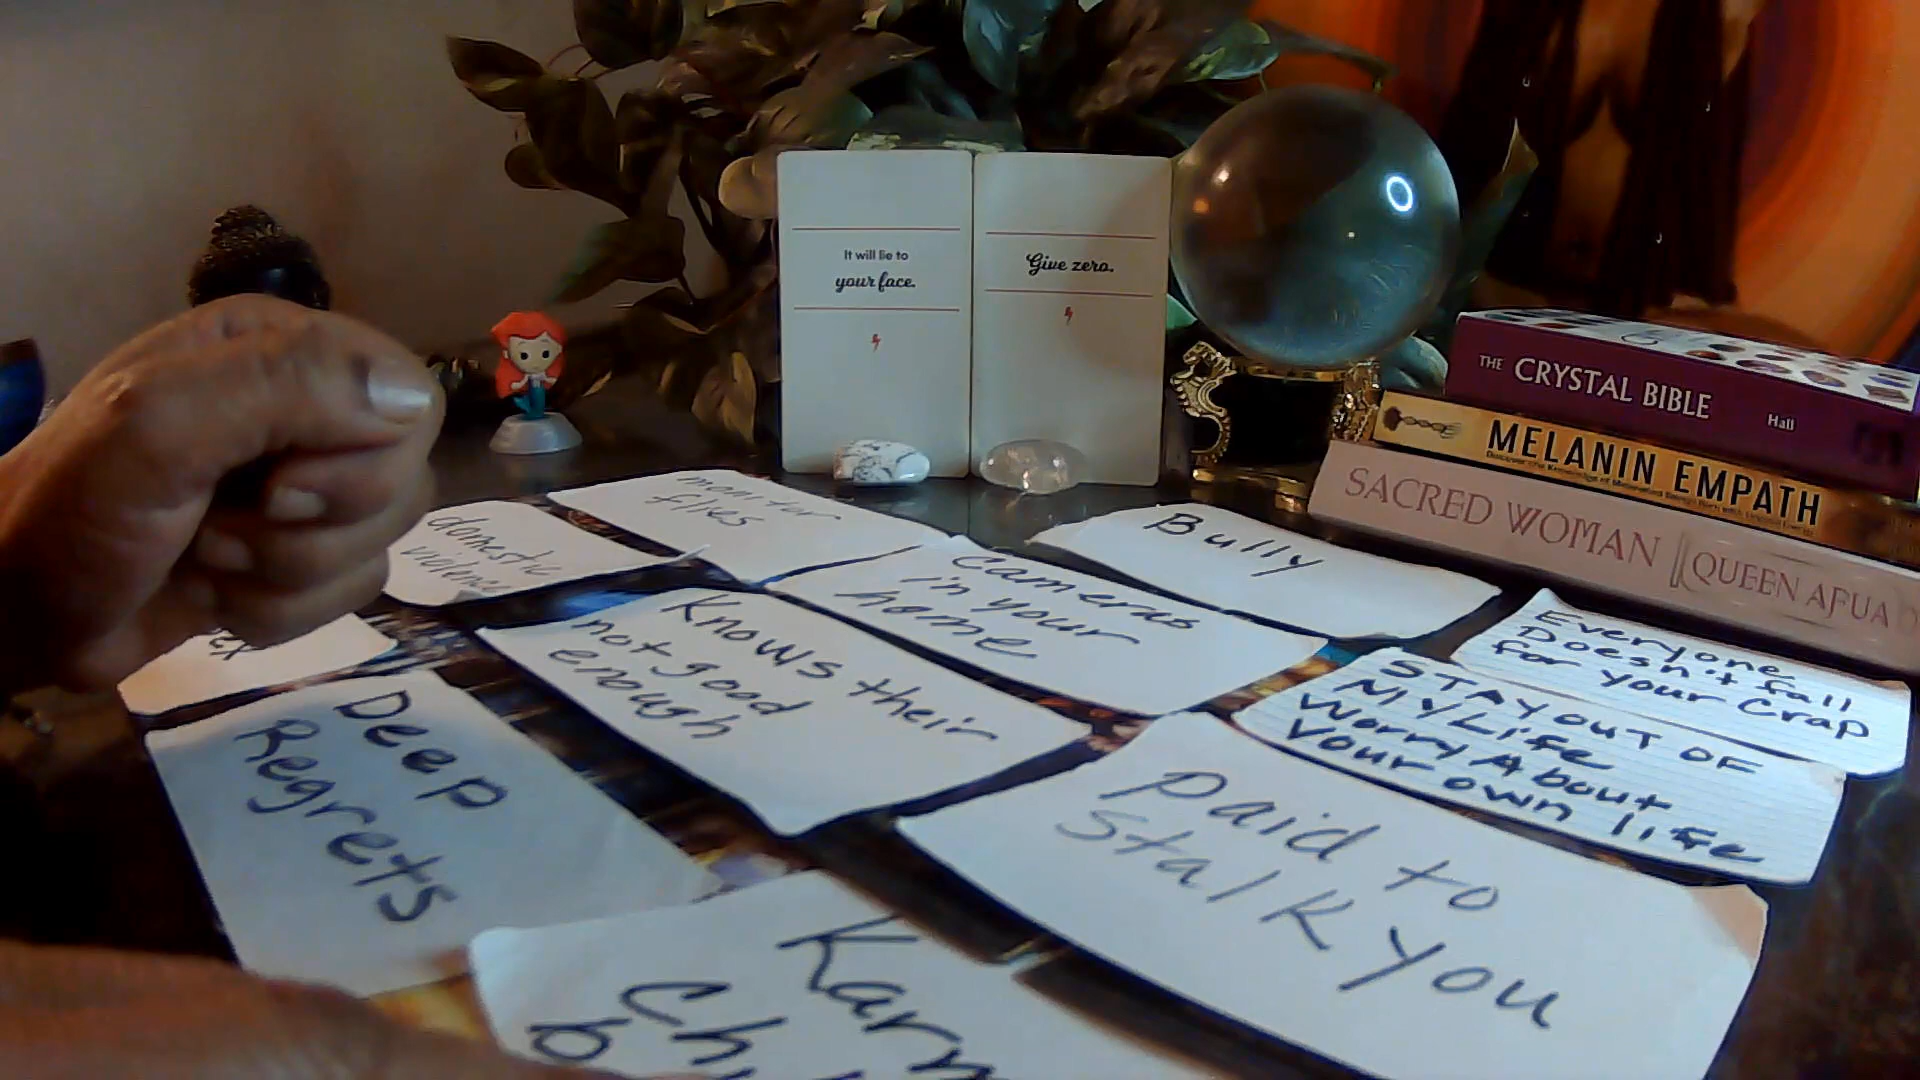 It will lie to
your face.
Give zero.
THE CRYSTAL BIBLE Hall
MELANIN EMPATH
SACRED WOMAN QUEEN AFUA
monitor
flies
domestic
violence
Bully
Cameras
in your
home
Everyone
Doesn't fall
for your Crap
Knows their
not good
enough
STAY OUT OF
MY Life
Worry About
Your own life
Deep
Regrets
paid to
Stalk you